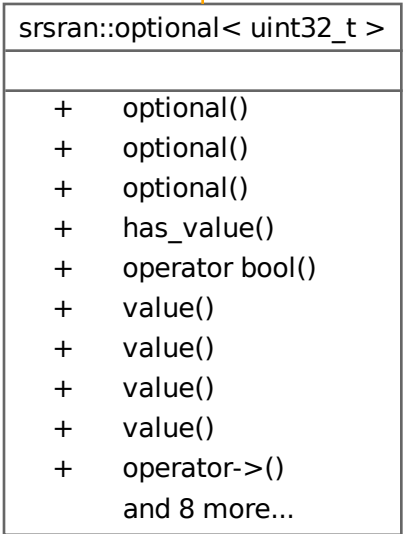 srsran::optional< uint32_t >
+ optional()
+ optional()
+ optional()
+ has_value()
+ operator bool()
+ value()
+ value()
+ value()
+ value()
+ operator->()
and 8 more...